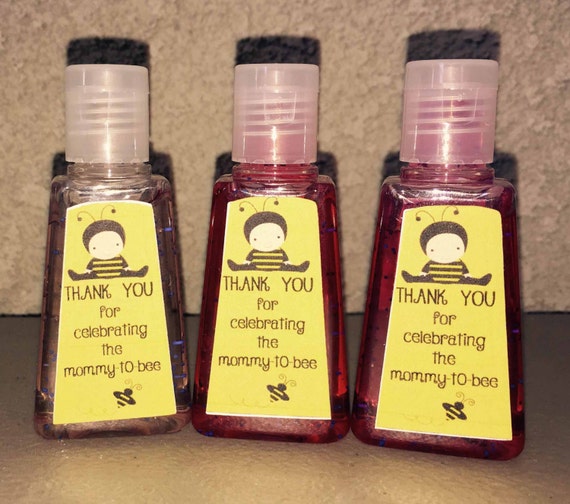 THANK YOU
for
celebrating
the
mommy-to-bee
THANK YOU
for
celebrating
the
mommy-to-bee
THANK YOU
for
celebrating
the
mommy-to-bee